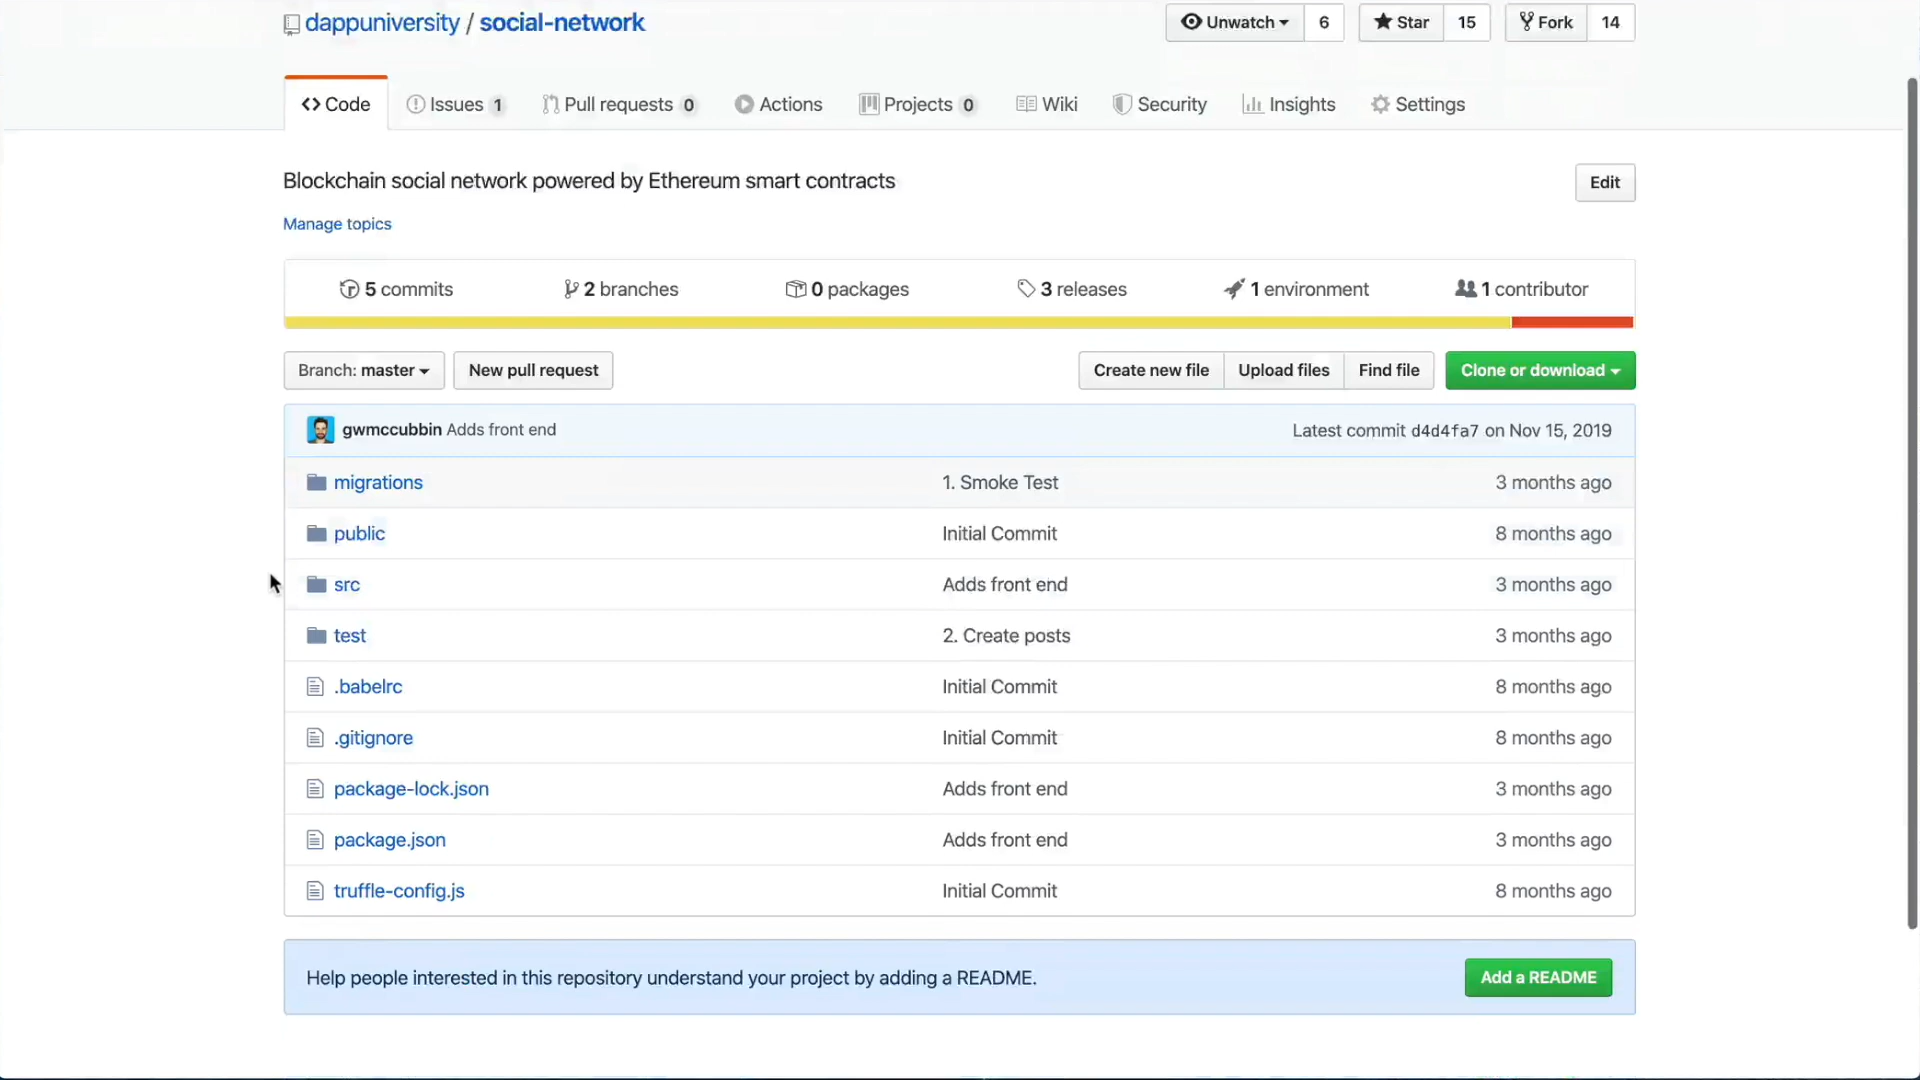 dappuniversity / social-network
Unwatch 6 Star 15 Fork 14
Code Issues 1 Pull requests 0 Actions Projects 0 Wiki Security Insights Settings
Blockchain social network powered by Ethereum smart contracts Edit
Manage topics
5 commits 2 branches 0 packages 3 releases 1 environment 1 contributor
Branch: master New pull request Create new file Upload files Find file Clone or download
gwmccubbin Adds front end Latest commit d4d4fa7 on Nov 15, 2019
migrations 1. Smoke Test 3 months ago
public Initial Commit 8 months ago
src Adds front end 3 months ago
test 2. Create posts 3 months ago
.babelrc Initial Commit 8 months ago
.gitignore Initial Commit 8 months ago
package-lock.json Adds front end 3 months ago
package.json Adds front end 3 months ago
truffle-config.js Initial Commit 8 months ago
Help people interested in this repository understand your project by adding a README. Add a README